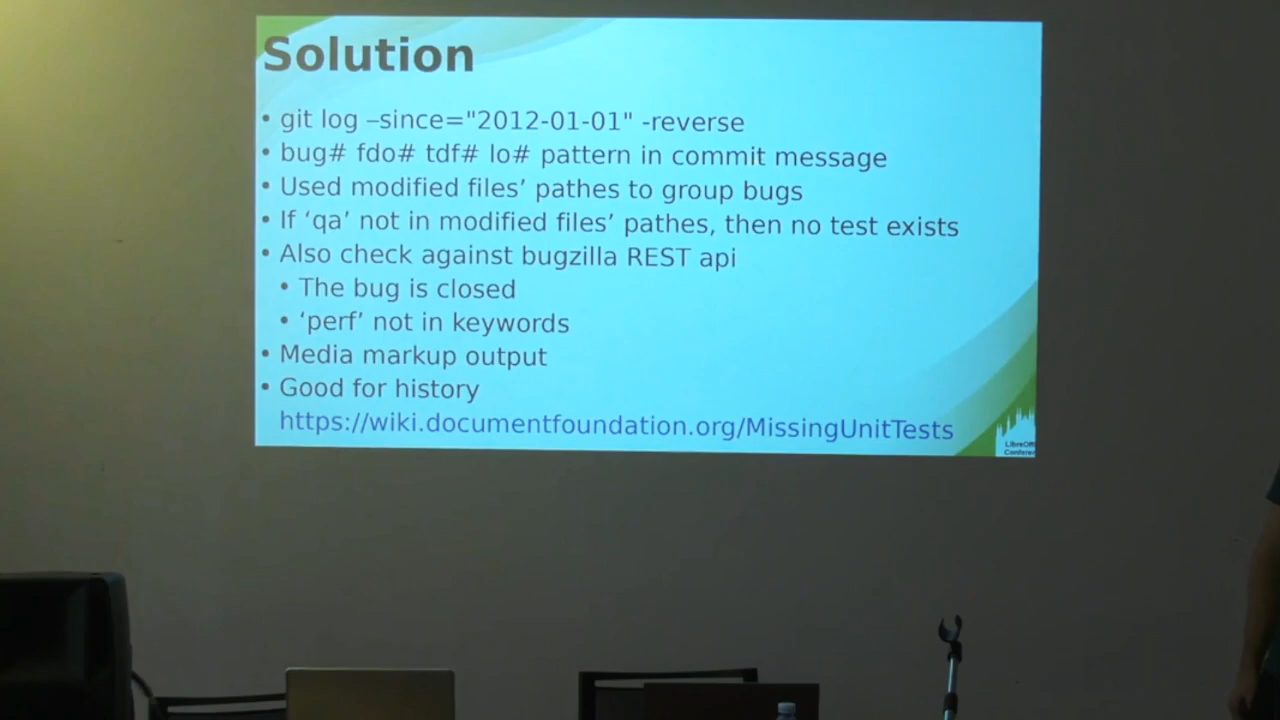 Solution
• git log –since="2012-01-01" -reverse
• bug# fdo# tdf# lo# pattern in commit message
• Used modified files’ pathes to group bugs
• If ‘qa’ not in modified files’ pathes, then no test exists
• Also check against bugzilla REST api
• The bug is closed
• ‘perf’ not in keywords
• Media markup output
• Good for history
https://wiki.documentfoundation.org/MissingUnitTests